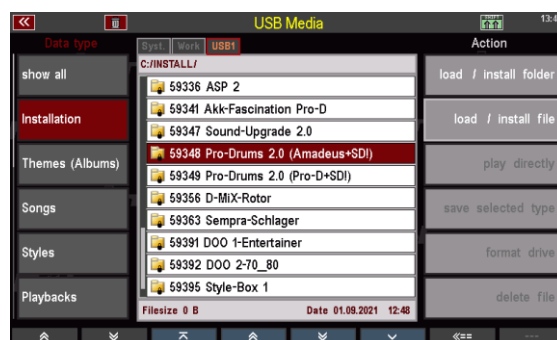 USB Media
13:4
Data type
Syst. Work USB1
Action
C:/INSTALL/
show all
Installation
Themes (Albums)
Songs
Styles
Playbacks
59336 ASP 2
59341 Akk-Fascination Pro-D
59347 Sound-Upgrade 2.0
59348 Pro-Drums 2.0 (Amadeus+SD!)
59349 Pro-Drums 2.0 (Pro-D+SD!)
59356 D-MiX-Rotor
59363 Sempra-Schlager
59391 DOO 1-Entertainer
59392 DOO 2-70_80
59395 Style-Box 1
Filesize 0 B Date 01.09.2021 12:48
load / install folder
load / install file
play directly
save selected type
format drive
delete file
«==
---